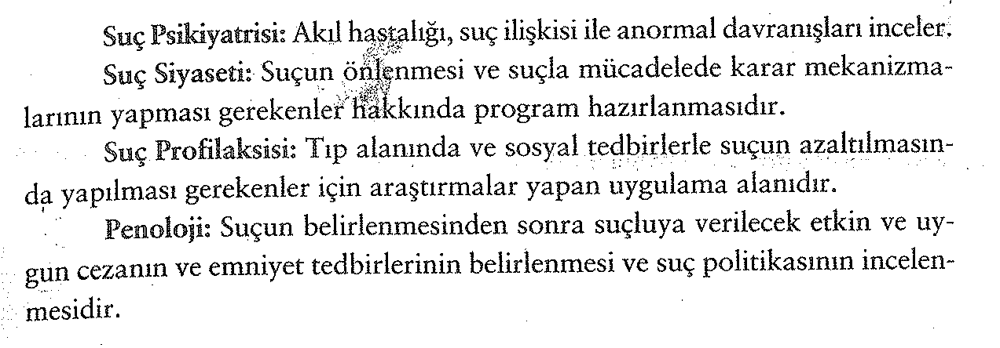 Suç Psikiyatrisi: Akıl hastalığı, suç ilişkisi ile anormal davranışları inceler.
Suç Siyaseti: Suçun önlenmesi ve suçla mücadelede karar mekanizma-
larının yapması gerekenler hakkında program hazırlanmasıdır.
Suç Profilaksisi: Tıp alanında ve sosyal tedbirlerle suçun azaltılmasın-
da yapılması gerekenler için araştırmalar yapan uygulama alanıdır.
Penoloji: Suçun belirlenmesinden sonra suçluya verilecek etkin ve uy-
gun cezanın ve emniyet tedbirlerinin belirlenmesi ve suç politikasının incelen-
mesidir.